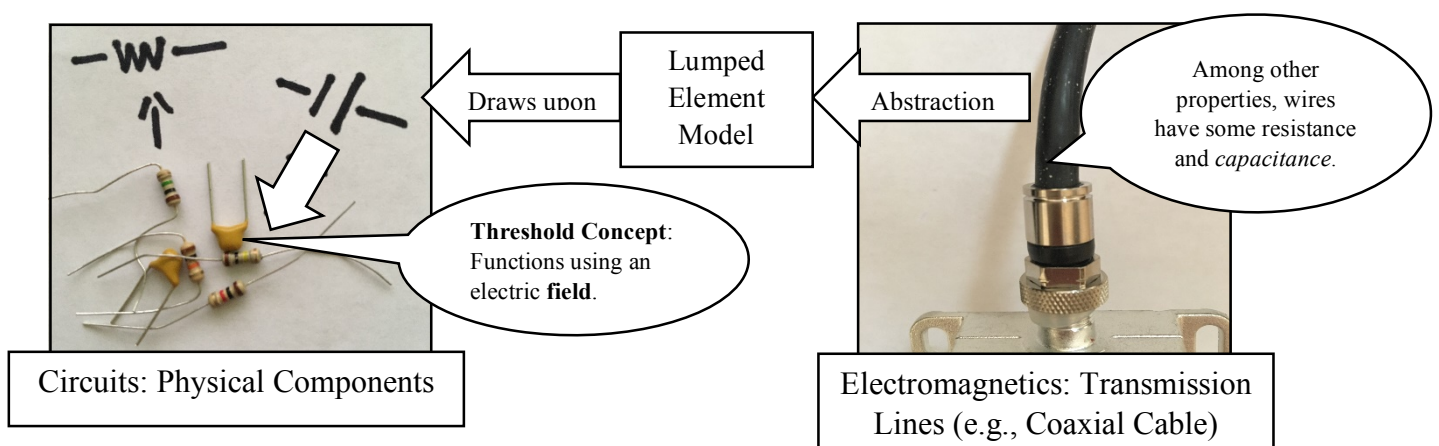 Draws upon
Lumped
Element
Model
Abstraction
Among other
properties, wires
have some resistance
and capacitance.
Threshold Concept:
Functions using an
electric field.
Circuits: Physical Components
Electromagnetics: Transmission
Lines (e.g., Coaxial Cable)